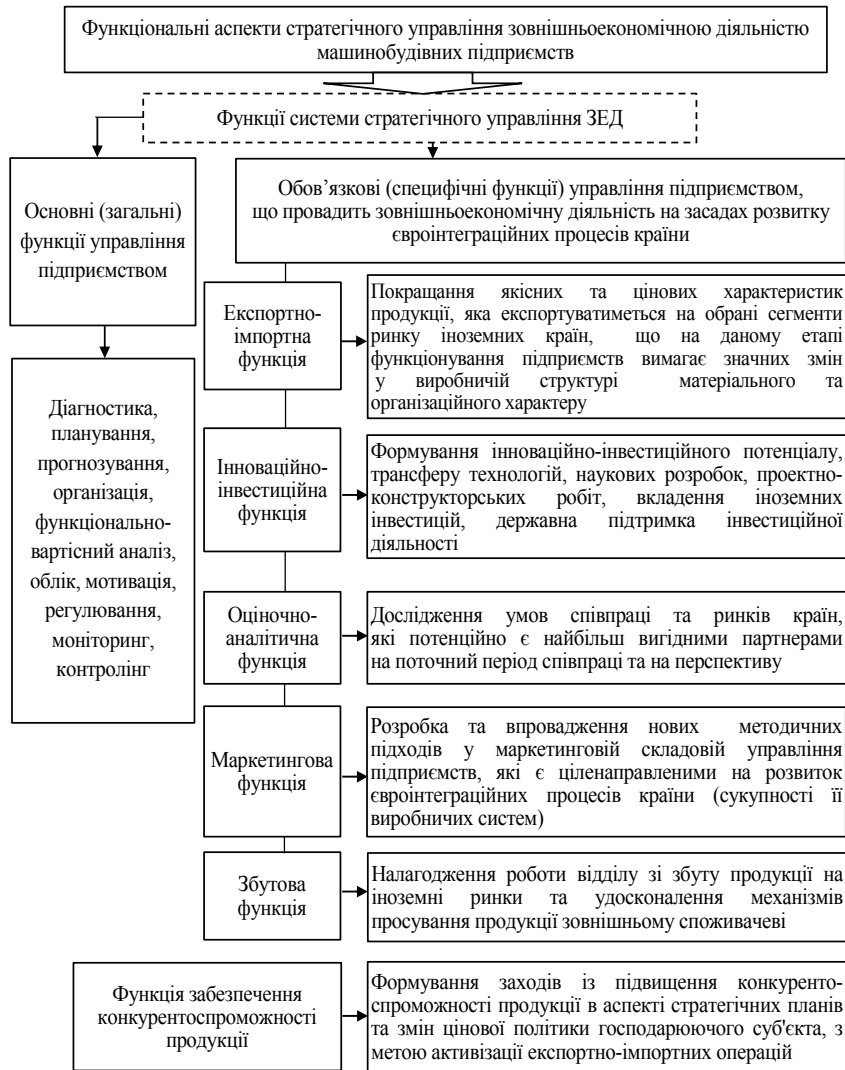 Функціональні аспекти стратегічного управління зовнішньоекономічною діяльністю
машинобудівних підприємств
Функції системи стратегічного управління ЗЕД
Основні (загальні)
функції управління
підприємством
Обов’язкові (специфічні функції) управління підприємством,
що провадить зовнішньоекономічну діяльність на засадах розвитку
євроінтеграційних процесів країни
Діагностика,
планування,
прогнозування,
організація,
функціонально-
вартісний аналіз,
облік, мотивація,
регулювання,
моніторинг,
контролінг
Експортно-
імпортна
функція
Покращання якісних та цінових характеристик
продукції, яка експортуватиметься на обрані сегменти
ринку іноземних країн, що на даному етапі
функціонування підприємств вимагає значних змін
у виробничій структурі матеріального та
організаційного характеру
Інноваційно-
інвестиційна
функція
Формування інноваційно-інвестиційного потенціалу,
трансферу технологій, наукових розробок, проектно-
конструкторських робіт, вкладення іноземних
інвестицій, державна підтримка інвестиційної
діяльності
Оціночно-
аналітична
функція
Дослідження умов співпраці та ринків країн,
які потенційно є найбільш вигідними партнерами
на поточний період співпраці та на перспективу
Маркетингова
функція
Розробка та впровадження нових методичних
підходів у маркетинговій складовій управління
підприємств, які є ціленаправленими на розвиток
євроінтеграційних процесів країни (сукупності її
виробничих систем)
Збутова
функція
Налагодження роботи відділу зі збуту продукції на
іноземні ринки та удосконалення механізмів
просування продукції зовнішньому споживачеві
Функція забезпечення
конкурентоспроможності
продукції
Формування заходів із підвищення конкуренто-
спроможності продукції в аспекті стратегічних планів
та змін цінової політики господарюючого суб'єкта, з
метою активізації експортно-імпортних операцій